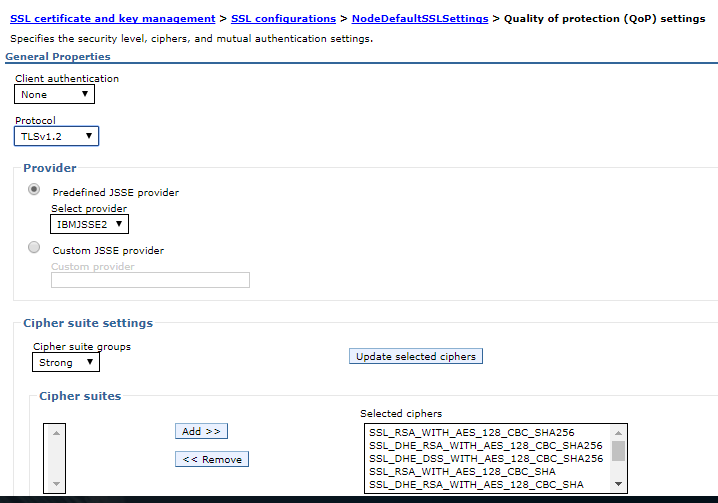 SSL certificate and key management > SSL configurations > NodeDefaultSSLSettings > Quality of protection (QoP) settings
Specifies the security level, ciphers, and mutual authentication settings.
General Properties
Client authentication
None
Protocol
TLSv1.2
Provider
Predefined JSSE provider
Select provider
IBMJSSE2
Custom JSSE provider
Custom provider
Cipher suite settings
Cipher suite groups
Strong
Update selected ciphers
Cipher suites
Add >>
<< Remove
Selected ciphers
SSL_RSA_WITH_AES_128_CBC_SHA256
SSL_DHE_RSA_WITH_AES_128_CBC_SHA256
SSL_DHE_DSS_WITH_AES_128_CBC_SHA256
SSL_RSA_WITH_AES_128_CBC_SHA
SSL_DHE_RSA_WITH_AES_128_CBC_SHA